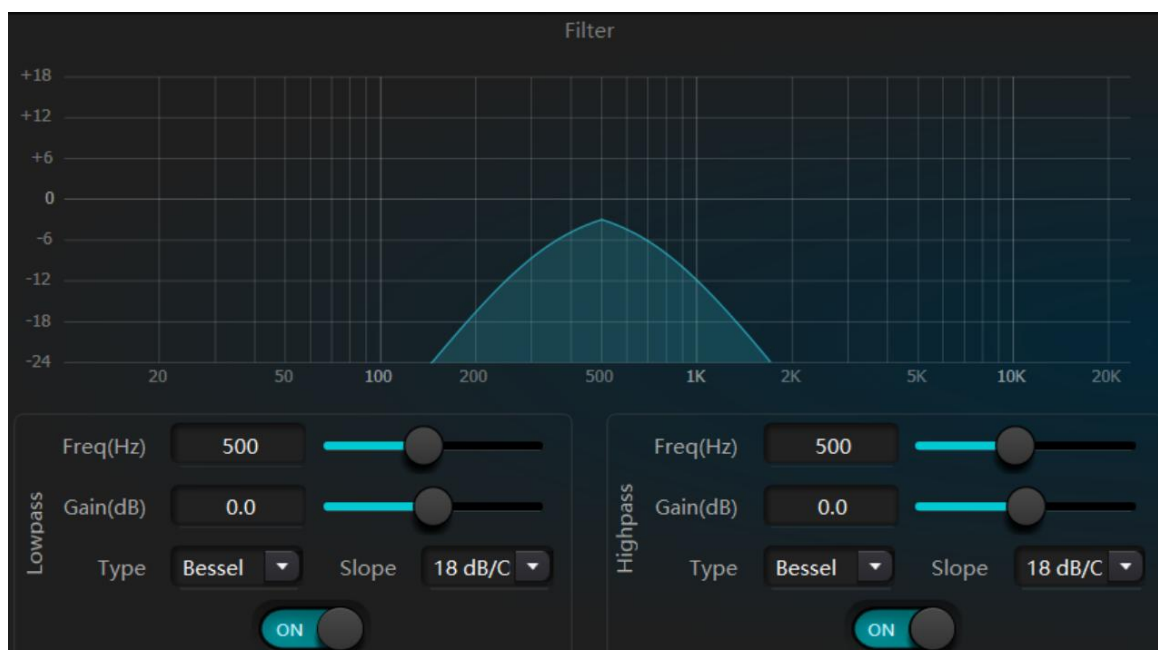 Filter
+18
+12
+6
0
-6
-12
-18
-24
20 50 100 200 500 1K 2K 5K 10K 20K
Lowpass
Freq(Hz) 500
Gain(dB) 0.0
Type Bessel Slope 18 dB/C
ON
Highpass
Freq(Hz) 500
Gain(dB) 0.0
Type Bessel Slope 18 dB/C
ON